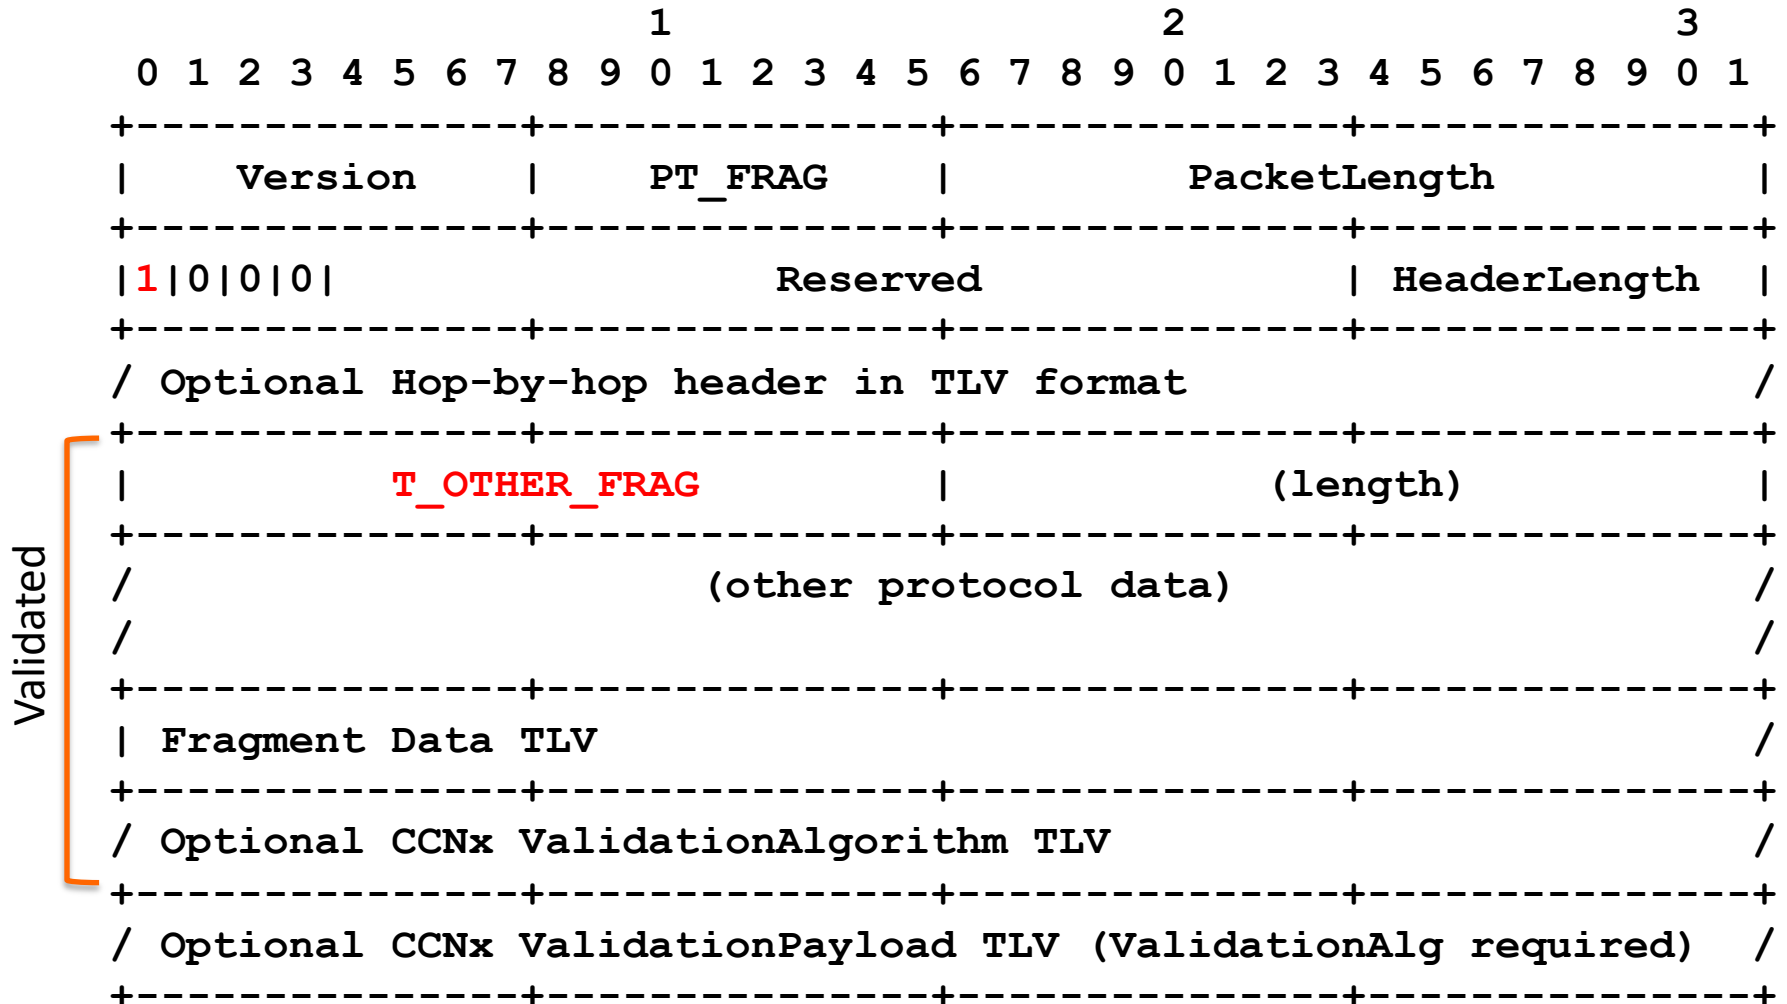 1                   2                   3
 0 1 2 3 4 5 6 7 8 9 0 1 2 3 4 5 6 7 8 9 0 1 2 3 4 5 6 7 8 9 0 1
+---------------+---------------+---------------+---------------+
|    Version    |    PT_FRAG    |         PacketLength          |
+---------------+---------------+---------------+---------------+
|1|0|0|0|                 Reserved              | HeaderLength  |
+---------------+---------------+---------------+---------------+
/ Optional Hop-by-hop header in TLV format                      /
+---------------+---------------+---------------+---------------+
|          T_OTHER_FRAG         |            (length)           |
+---------------+---------------+---------------+---------------+
/                      (other protocol data)                    /
/                                                               /
+---------------+---------------+---------------+---------------+
| Fragment Data TLV                                             /
+---------------+---------------+---------------+---------------+
/ Optional CCNx ValidationAlgorithm TLV                         /
+---------------+---------------+---------------+---------------+
/ Optional CCNx ValidationPayload TLV (ValidationAlg required)  /
+---------------+---------------+---------------+---------------+
Validated